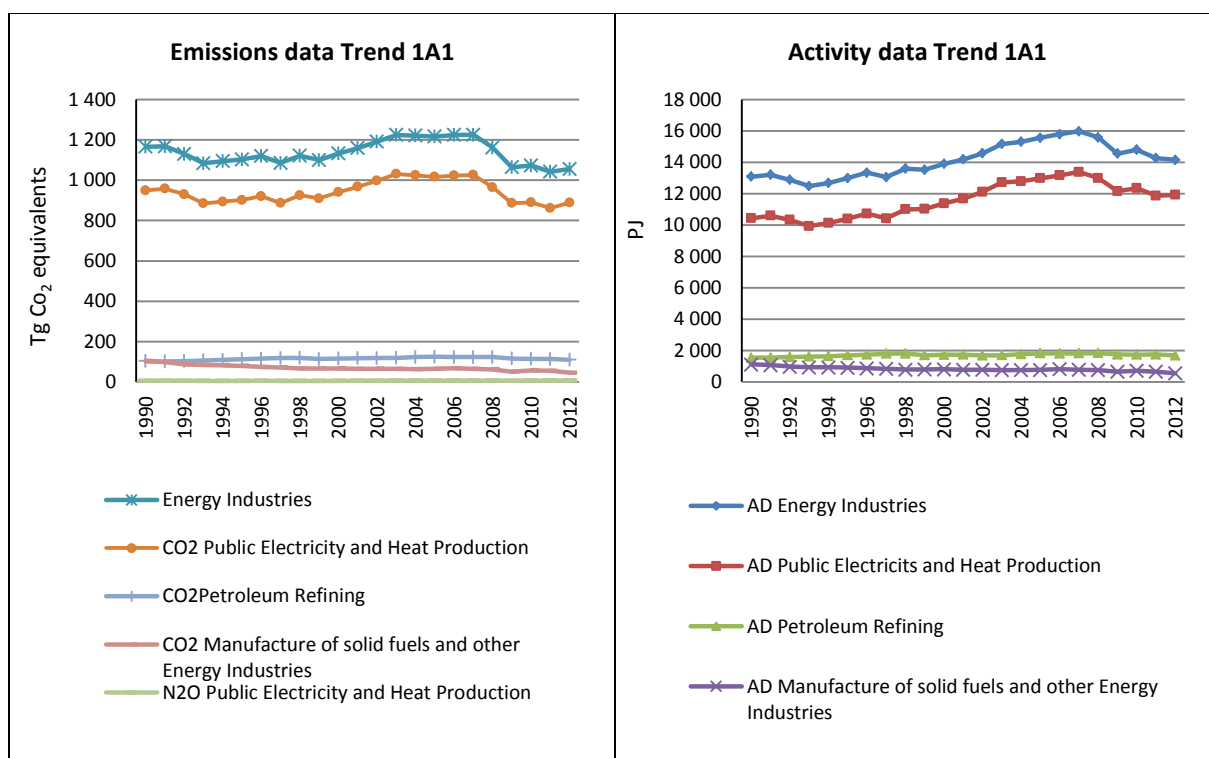 Emissions data Trend 1A1
Tg Co₂ equivalents
1 400
1 200
1 000
800
600
400
200
0
1990
1992
1994
1996
1998
2000
2002
2004
2006
2008
2010
2012
Energy Industries
CO2 Public Electricity and Heat Production
CO2Petroleum Refining
CO2 Manufacture of solid fuels and other
Energy Industries
N2O Public Electricity and Heat Production
Activity data Trend 1A1
PJ
18 000
16 000
14 000
12 000
10 000
8 000
6 000
4 000
2 000
0
1990
1992
1994
1996
1998
2000
2002
2004
2006
2008
2010
2012
AD Energy Industries
AD Public Electricits and Heat Production
AD Petroleum Refining
AD Manufacture of solid fuels and other Energy
Industries